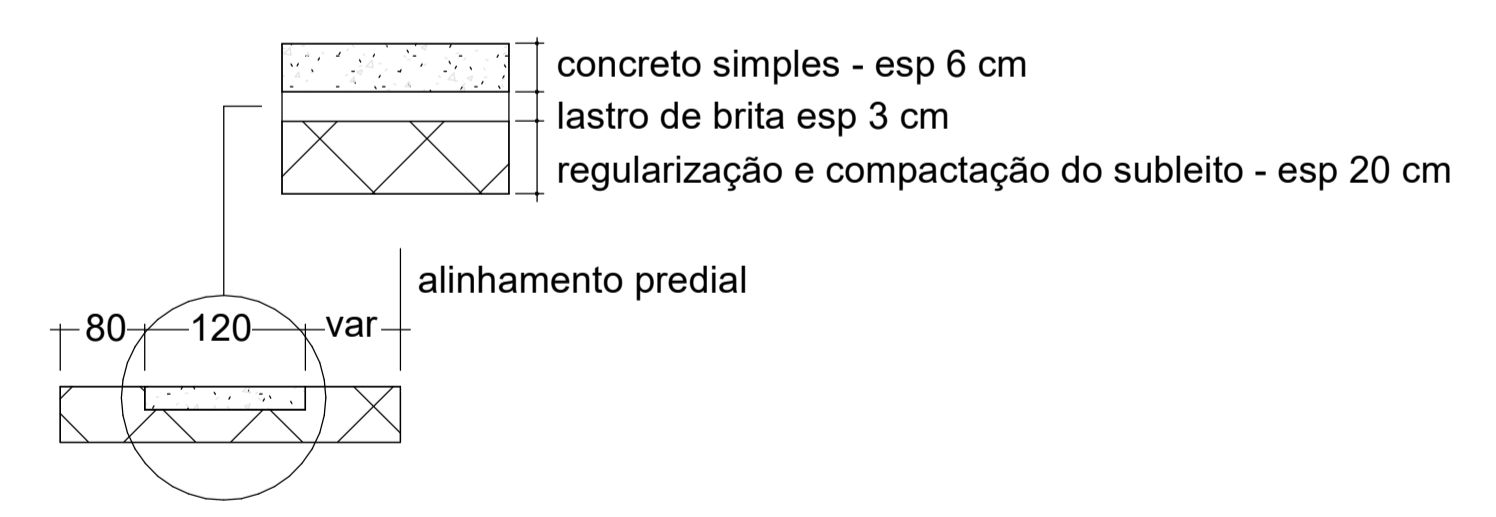 concreto simples - esp 6 cm
lastro de brita esp 3 cm
regularização e compactação do subleito - esp 20 cm
alinhamento predial
80 120 var